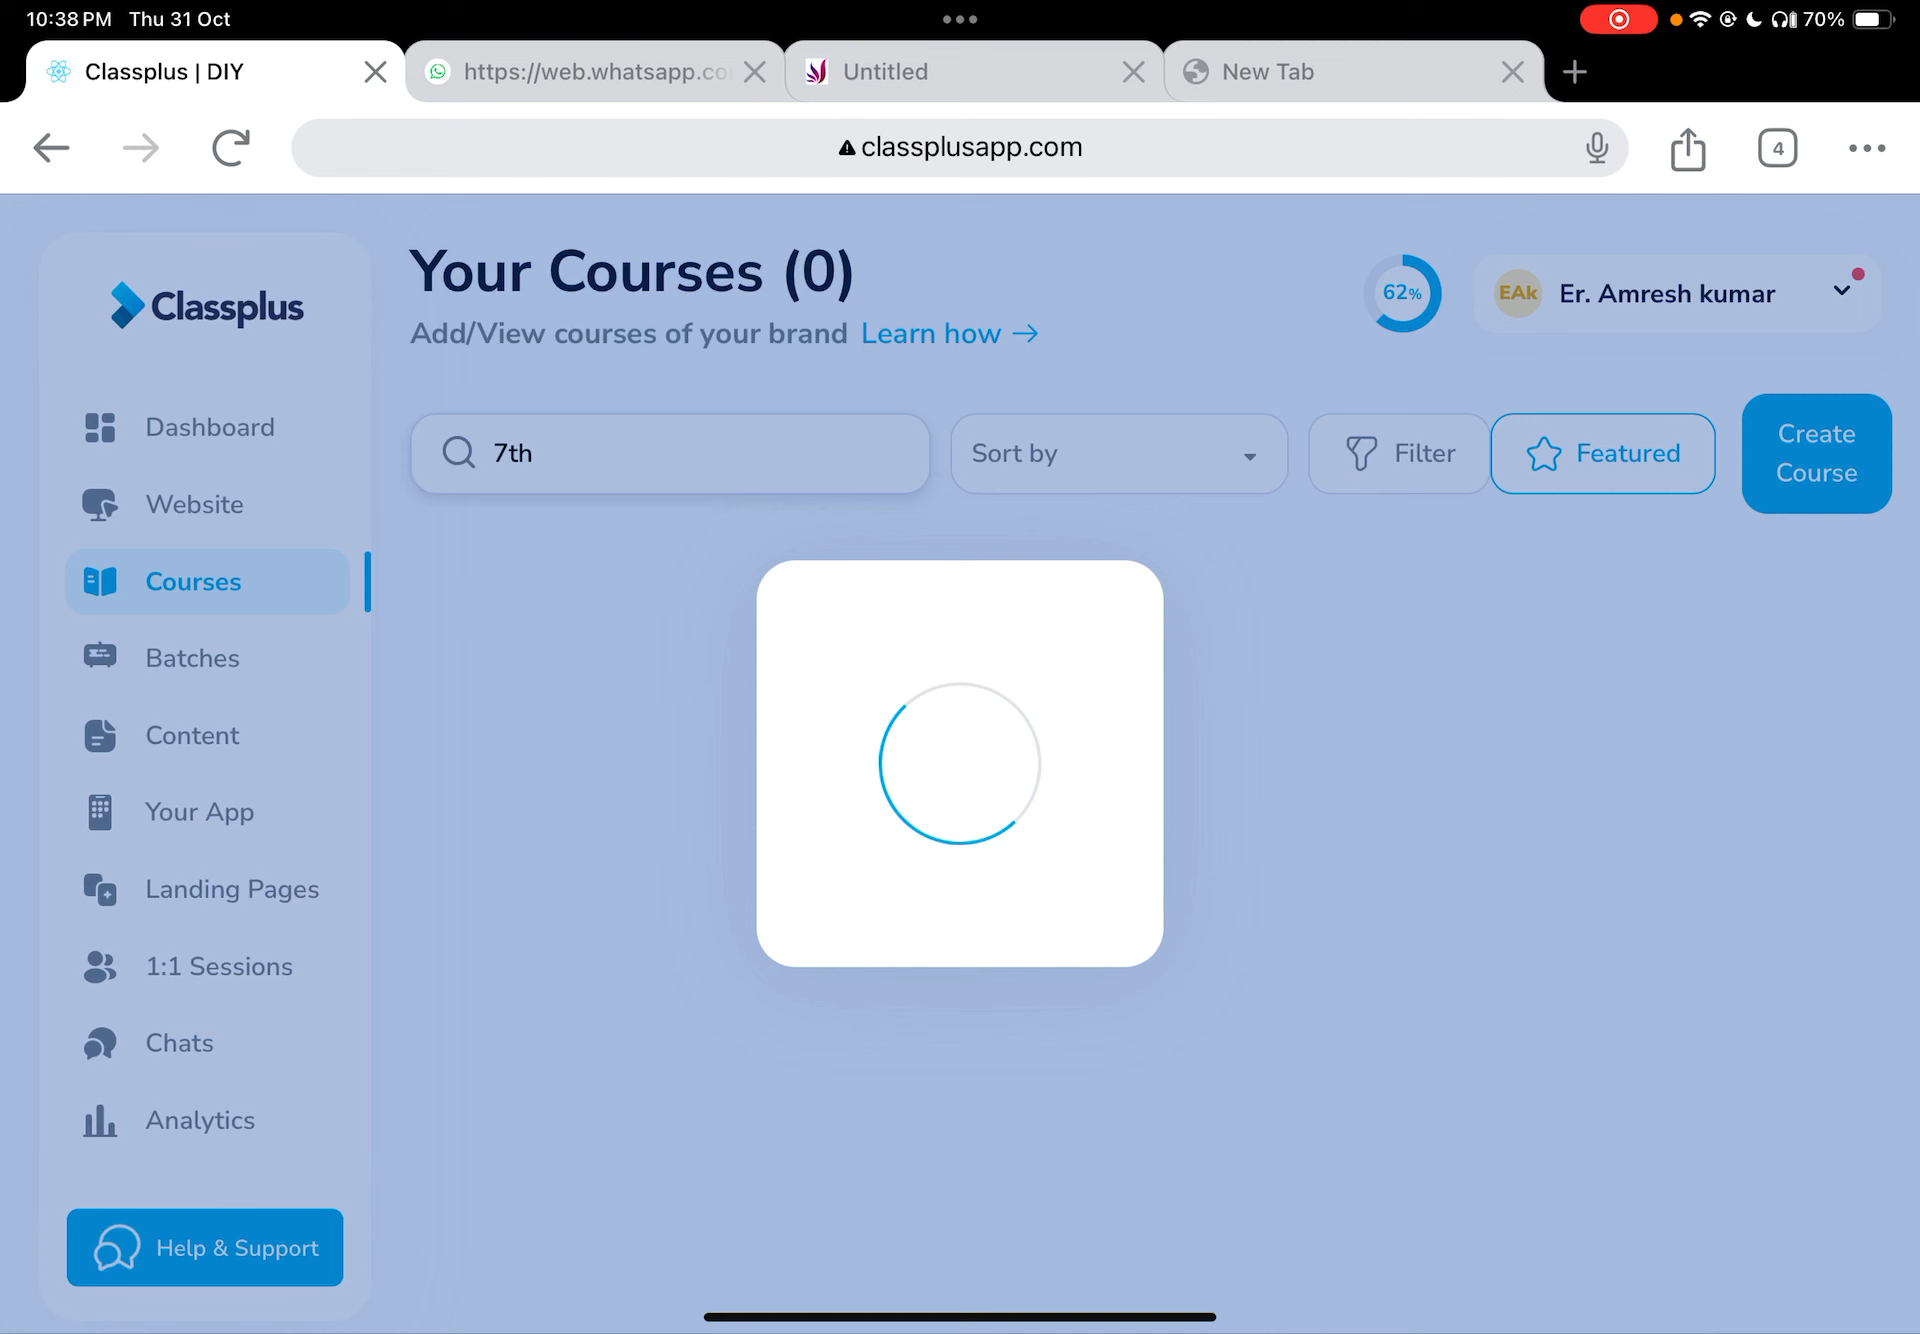 10:38 PM Thu 31 Oct
70%
Classplus | DIY
https://web.whatsapp.co
Untitled
New Tab
classplusapp.com
4
Classplus
Your Courses (0)
Add/View courses of your brand Learn how →
62%
EAk
Er. Amresh kumar
7th
Sort by
Filter
Featured
Create
Course
Dashboard
Website
Courses
Batches
Content
Your App
Landing Pages
1:1 Sessions
Chats
Analytics
Help & Support